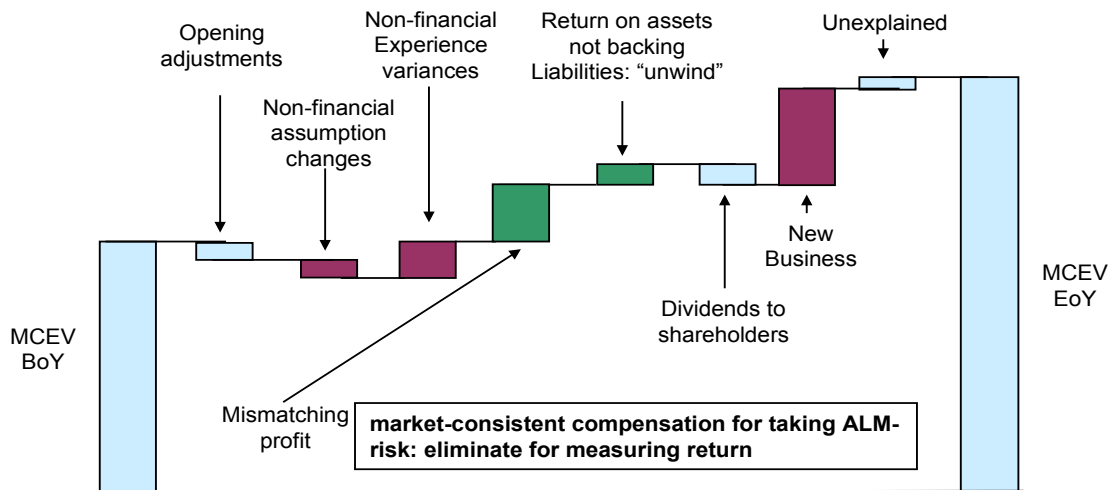 Opening
adjustments
Non-financial
assumption
changes
Non-financial
Experience
variances
Return on assets
not backing
Liabilities: “unwind”
Unexplained
New
Business
Dividends to
shareholders
MCEV
BoY
MCEV
EoY
Mismatching
profit
market-consistent compensation for taking ALM-
risk: eliminate for measuring return